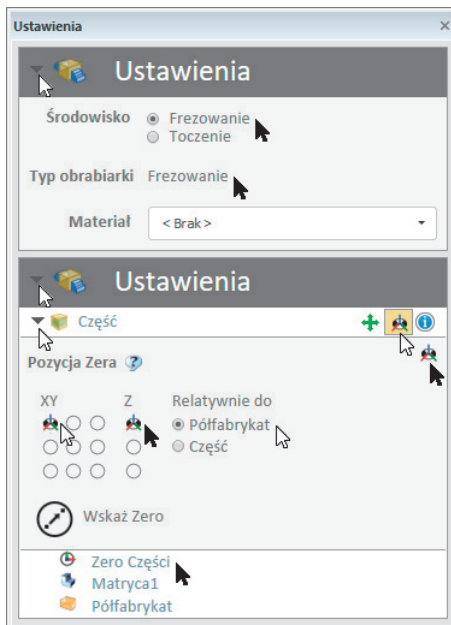 Ustawienia
Ustawienia
Środowisko Frezowanie
Toczenie
Typ obrabiarki Frezowanie
Materiał < Brak >
Ustawienia
Część
Pozycja Zera
XY Z Relatywnie do
Półfabrykat
Część
Wskaż Zero
Zero Części
Matryca1
Półfabrykat